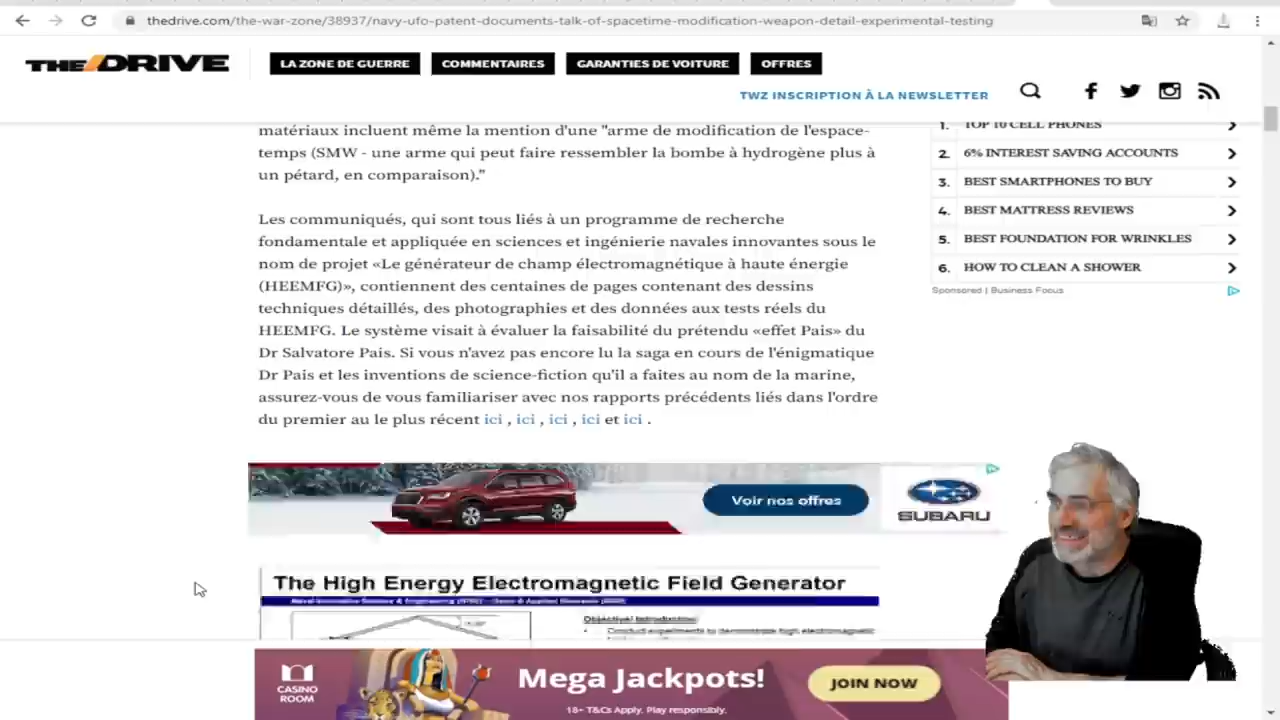 thedrive.com/the-war-zone/38937/navy-ufo-patent-documents-talk-of-spacetime-modification-weapon-detail-experimental-testing
THE DRIVE
LA ZONE DE GUERRE
COMMENTAIRES
GARANTIES DE VOITURE
OFFRES
TWZ INSCRIPTION À LA NEWSLETTER
matériaux incluent même la mention d'une "arme de modification de l'espace-
temps (SMW - une arme qui peut faire ressembler la bombe à hydrogène plus à
un pétard, en comparaison)."
Les communiqués, qui sont tous liés à un programme de recherche
fondamentale et appliquée en sciences et ingénierie navales innovantes sous le
nom de projet «Le générateur de champ électromagnétique à haute énergie
(HEEMFG)», contiennent des centaines de pages contenant des dessins
techniques détaillés, des photographies et des données aux tests réels du
HEEMFG. Le système visait à évaluer la faisabilité du prétendu «effet Pais» du
Dr Salvatore Pais. Si vous n'avez pas encore lu la saga en cours de l'énigmatique
Dr Pais et les inventions de science-fiction qu'il a faites au nom de la marine,
assurez-vous de vous familiariser avec nos rapports précédents liés dans l'ordre
du premier au le plus récent ici , ici , ici , ici et ici .
1. TOP 10 CELL PHONES
2. 6% INTEREST SAVING ACCOUNTS
3. BEST SMARTPHONES TO BUY
4. BEST MATTRESS REVIEWS
5. BEST FOUNDATION FOR WRINKLES
6. HOW TO CLEAN A SHOWER
Sponsored | Business Focus
Voir nos offres
SUBARU
The High Energy Electromagnetic Field Generator
Objective/ Introduction:
Conduct experiments to demonstrate high electromagnetic
CASINO
ROOM
Mega Jackpots!
18+ T&Cs Apply. Play responsibly.
JOIN NOW